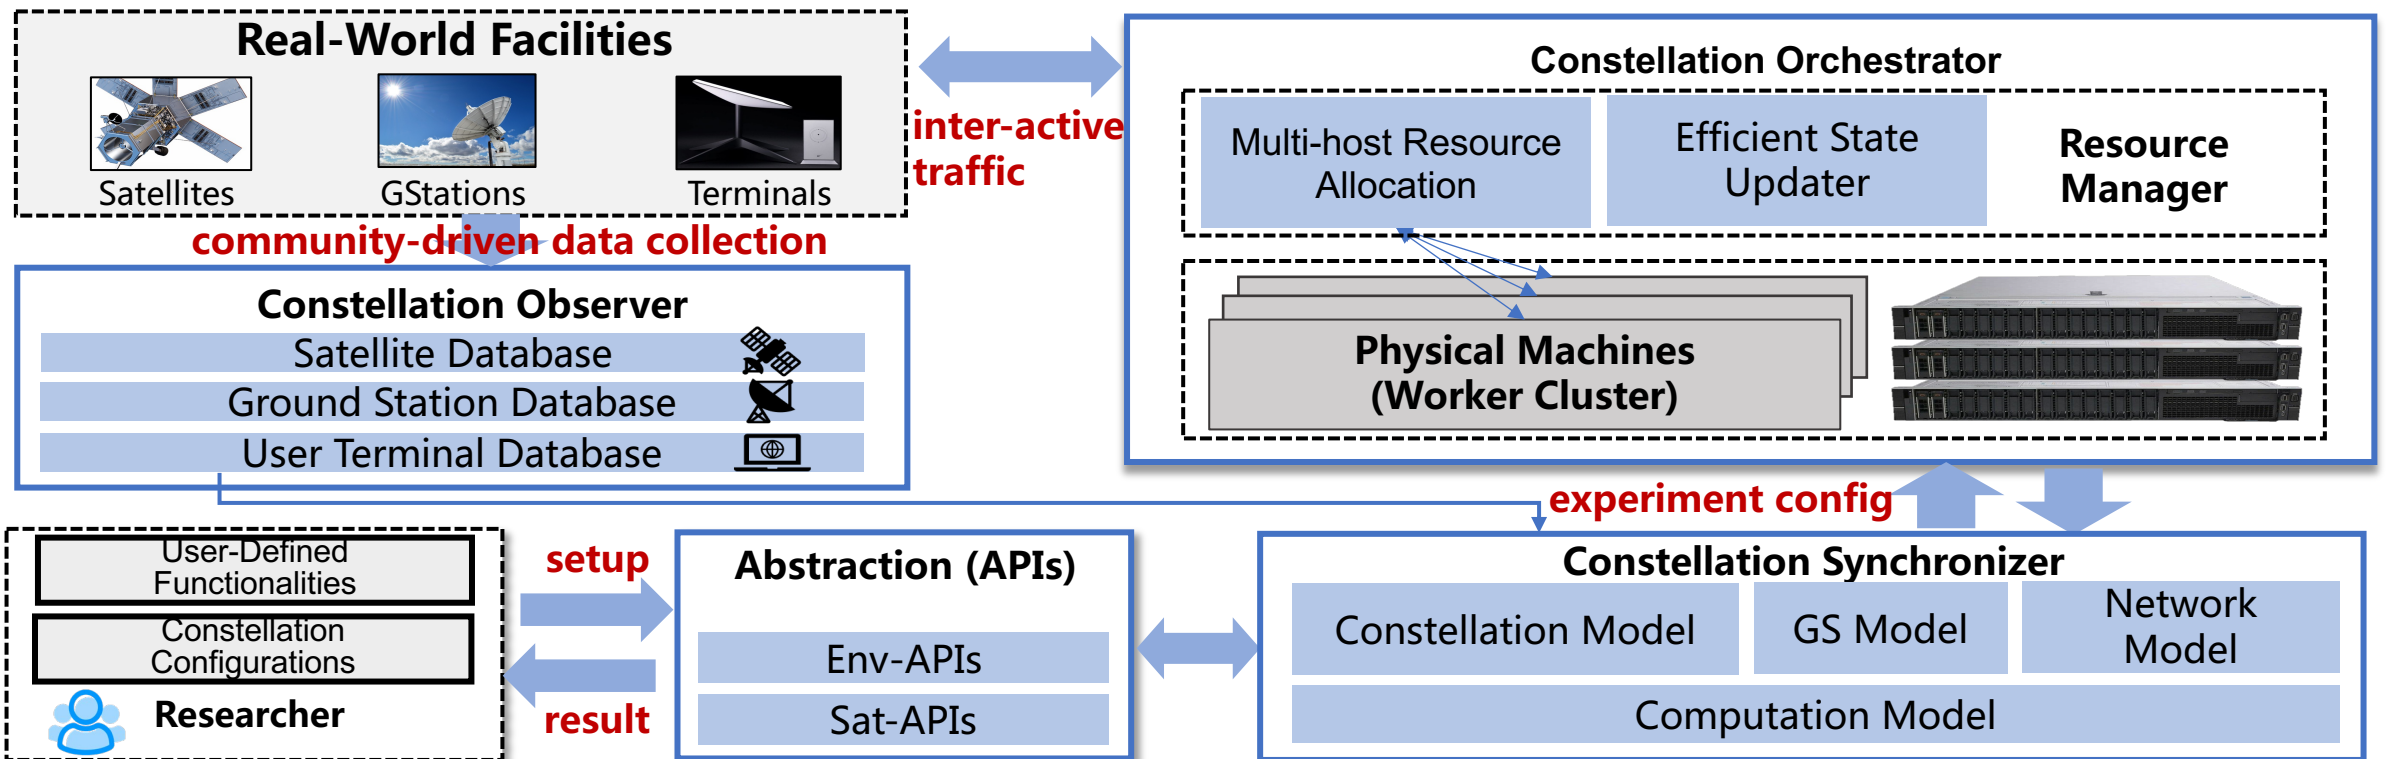 Real-World Facilities
Satellites
GStations
Terminals
inter-active
traffic
community-driven data collection
Constellation Orchestrator
Multi-host Resource
Allocation
Efficient State
Updater
Resource
Manager
Physical Machines
(Worker Cluster)
Constellation Observer
Satellite Database
Ground Station Database
User Terminal Database
experiment config
User-Defined
Functionalities
Constellation
Configurations
Researcher
setup
result
Abstraction (APIs)
Env-APIs
Sat-APIs
Constellation Synchronizer
Constellation Model
GS Model
Network
Model
Computation Model